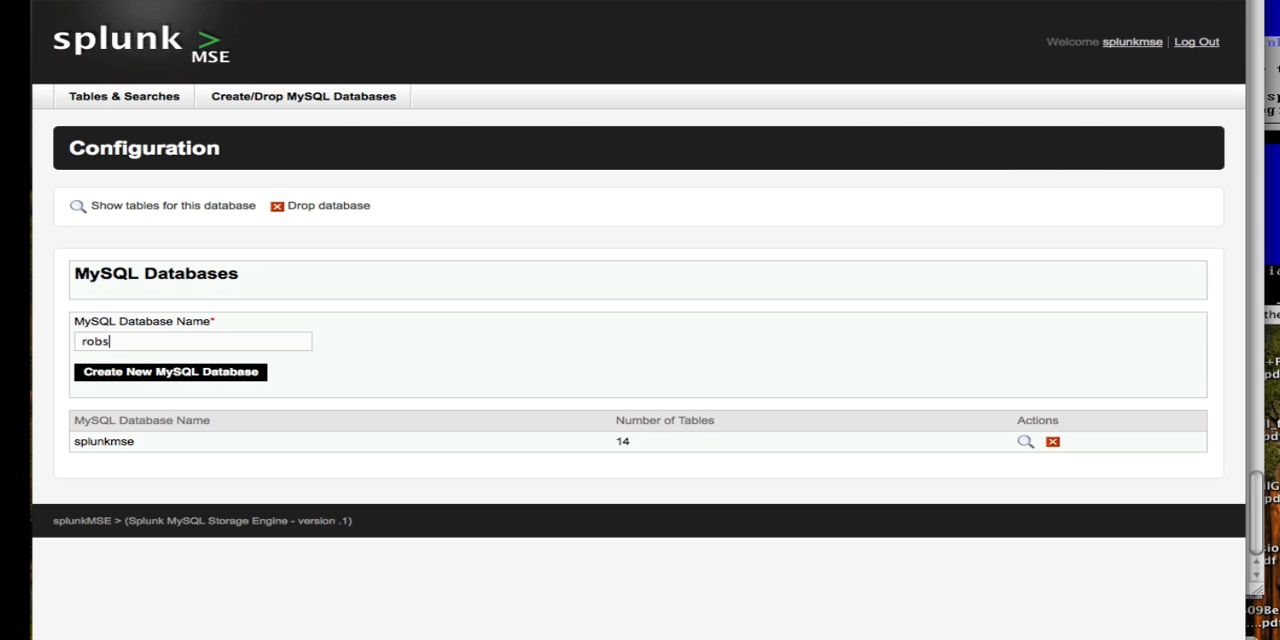 splunk >
MSE
Welcome splunkmse | Log Out
Tables & Searches
Create/Drop MySQL Databases
Configuration
Show tables for this database
Drop database
MySQL Databases
MySQL Database Name*
robs
Create New MySQL Database
MySQL Database Name Number of Tables Actions
splunkmse 14
splunkMSE > (Splunk MySQL Storage Engine - version .1)